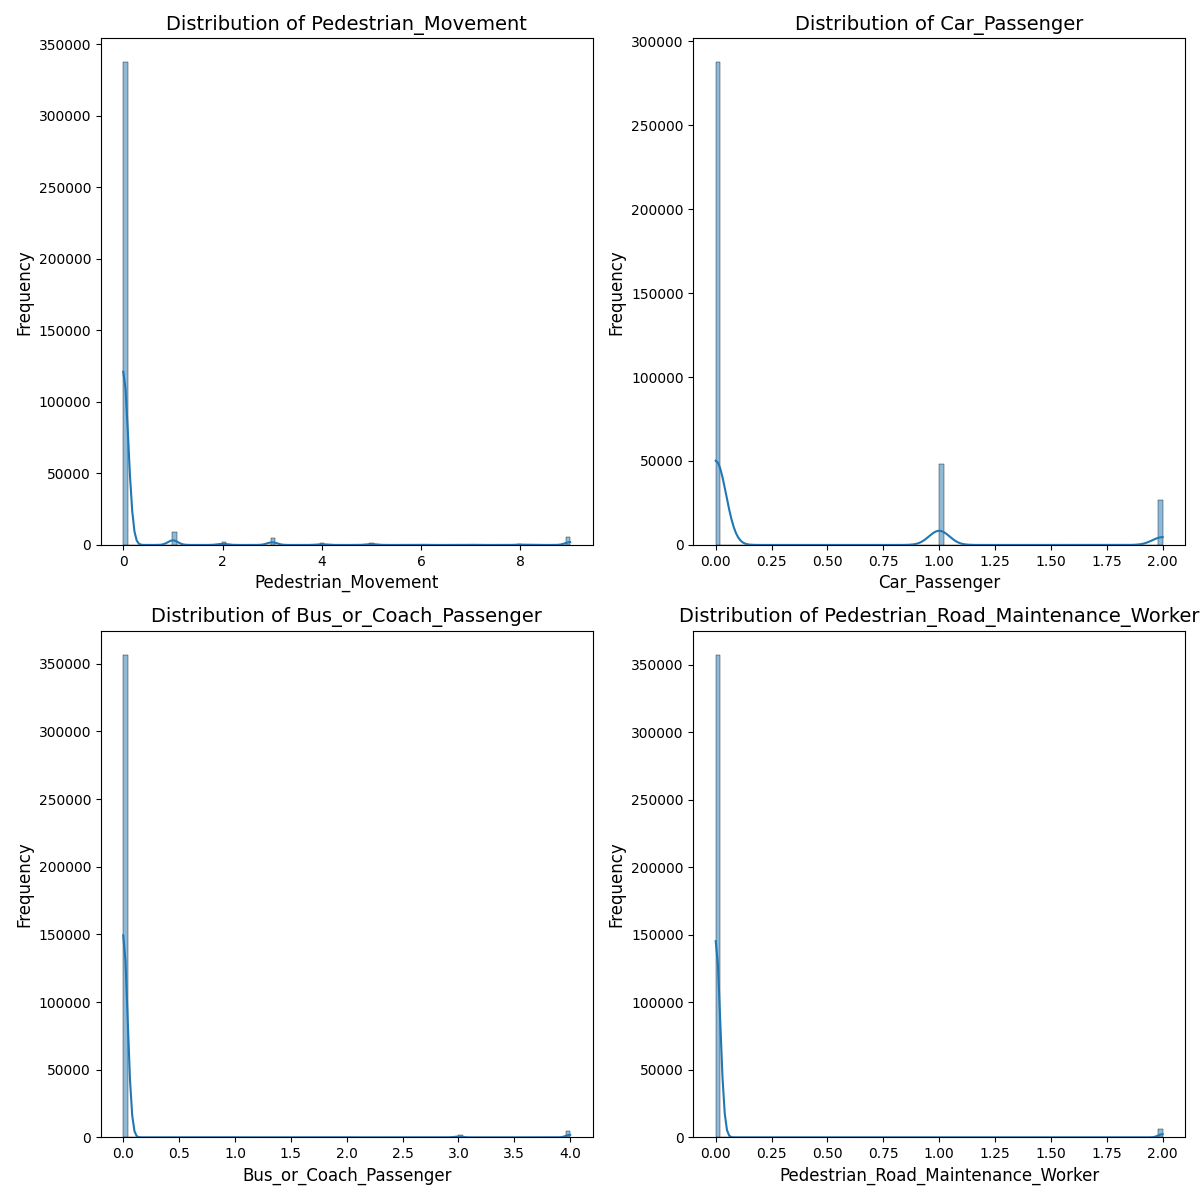 Distribution of Pedestrian_Movement
350000
300000
250000
200000
150000
100000
50000
0
Frequency
0 2 4 6 8
Pedestrian_Movement
Distribution of Car_Passenger
300000
250000
200000
150000
100000
50000
0
Frequency
0.00 0.25 0.50 0.75 1.00 1.25 1.50 1.75 2.00
Car_Passenger
Distribution of Bus_or_Coach_Passenger
350000
300000
250000
200000
150000
100000
50000
0
Frequency
0.0 0.5 1.0 1.5 2.0 2.5 3.0 3.5 4.0
Bus_or_Coach_Passenger
Distribution of Pedestrian_Road_Maintenance_Worker
350000
300000
250000
200000
150000
100000
50000
0
Frequency
0.00 0.25 0.50 0.75 1.00 1.25 1.50 1.75 2.00
Pedestrian_Road_Maintenance_Worker